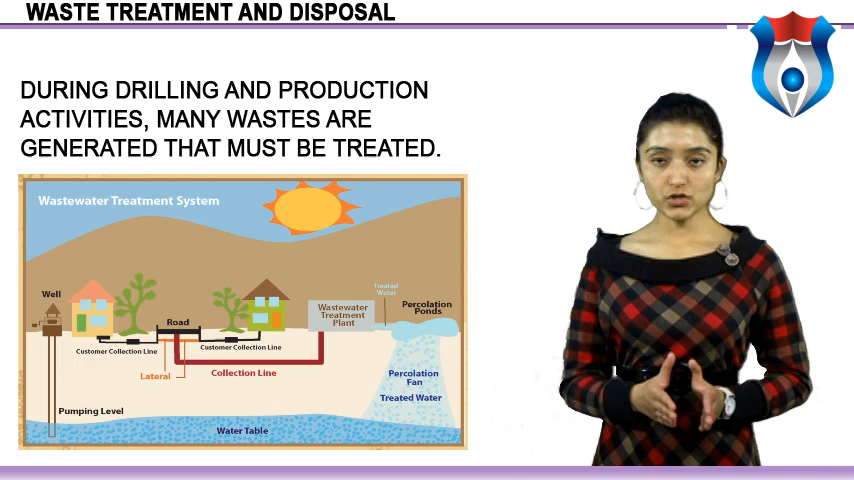 WASTE TREATMENT AND DISPOSAL
DURING DRILLING AND PRODUCTION
ACTIVITIES, MANY WASTES ARE
GENERATED THAT MUST BE TREATED.
Wastewater Treatment System
Well
Road
Treated
Water
Wastewater
Treatment
Plant
Percolation
Ponds
Customer Collection Line
Customer Collection Line
Lateral
Collection Line
Percolation
Fan
Treated Water
Pumping Level
Water Table